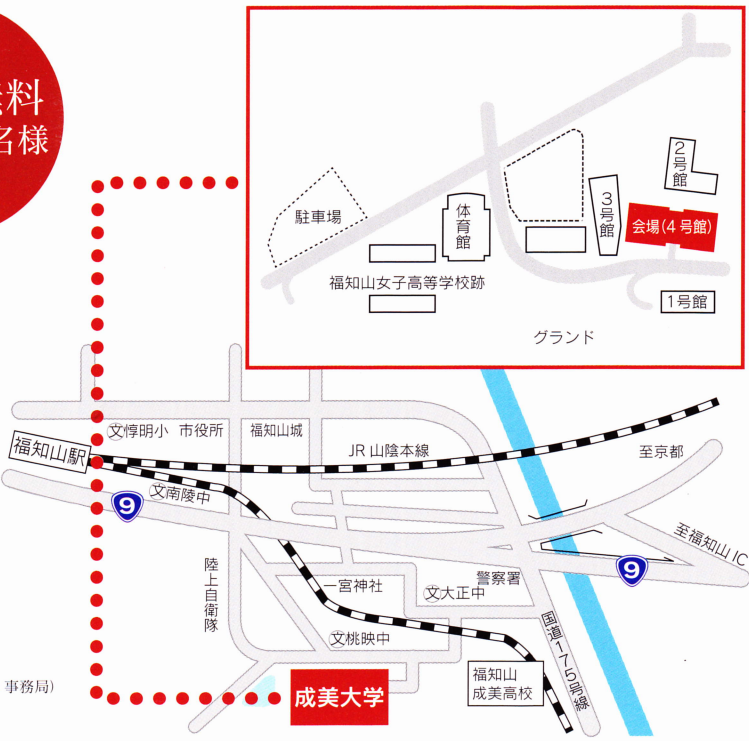 料
名様
駐車場
体育館
3号館
2号館
会場(4号館)
1号館
福知山女子高等学校跡
グランド
文惇明小
市役所
福知山城
JR山陰本線
至京都
福知山駅
文南陵中
9
至福知山IC
9
陸上自衛隊
一宮神社
文大正中
警察署
文桃映中
国道175号線
福知山
成美高校
事務局)
成美大学